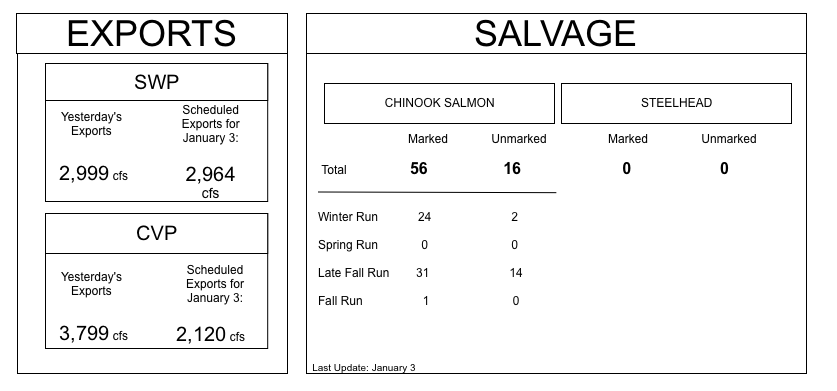 EXPORTS
SWP
Yesterday's
Exports
Scheduled
Exports for
January 3:
2,999 cfs
2,964
cfs
CVP
Yesterday's
Exports
Scheduled
Exports for
January 3:
3,799 cfs
2,120 cfs
SALVAGE
CHINOOK SALMON
STEELHEAD
Marked Unmarked Marked Unmarked
Total 56 16 0 0
Winter Run 24 2
Spring Run 0 0
Late Fall Run 31 14
Fall Run 1 0
Last Update: January 3